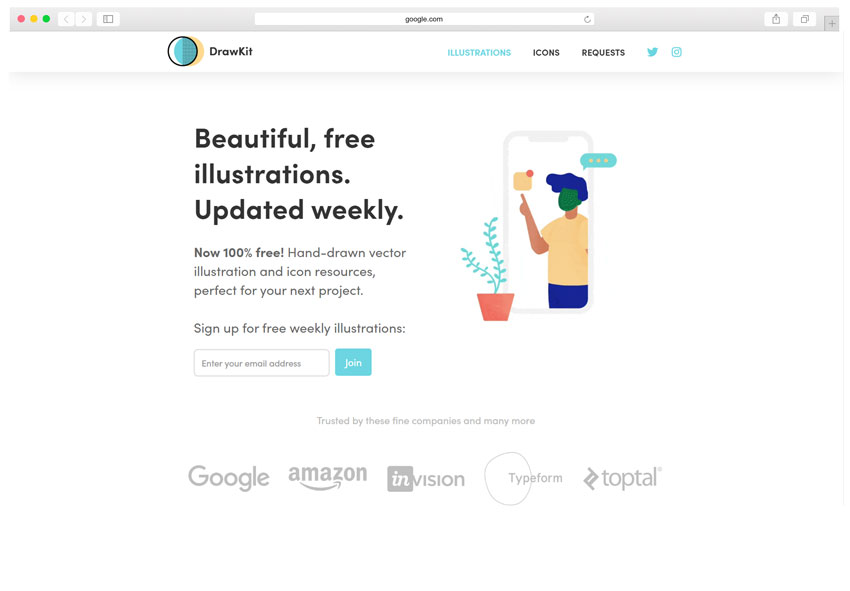 google.com
DrawKit
ILLUSTRATIONS ICONS REQUESTS
Beautiful, free
illustrations.
Updated weekly.
Now 100% free! Hand-drawn vector
illustration and icon resources,
perfect for your next project.
Sign up for free weekly illustrations:
Enter your email address Join
Trusted by these fine companies and many more
Google amazon inVISION Typeform toptal®